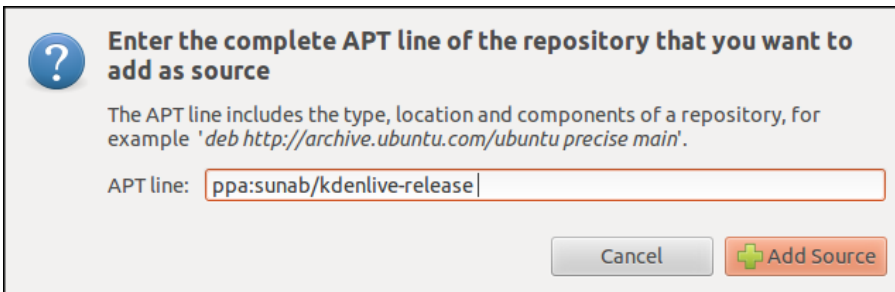 Enter the complete APT line of the repository that you want to
add as source
The APT line includes the type, location and components of a repository, for
example 'deb http://archive.ubuntu.com/ubuntu precise main'.
APT line: ppa:sunab/kdenlive-release
Cancel Add Source